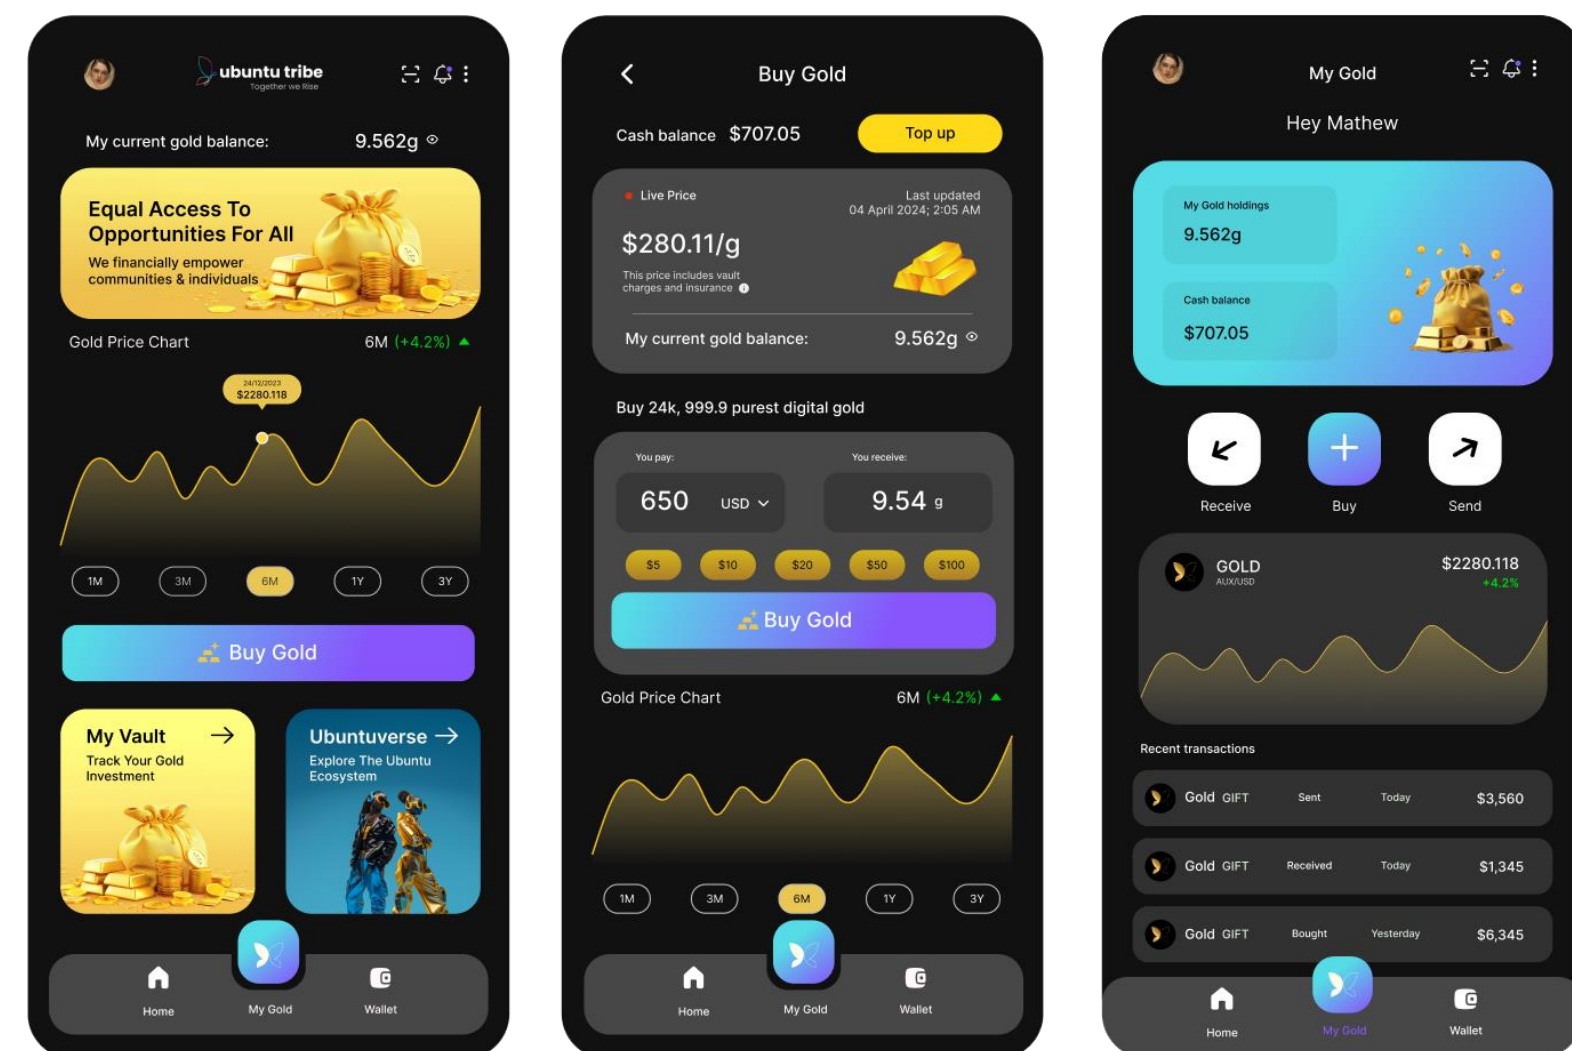 ubuntu tribe
Together we Rise
My current gold balance: 9.562g
Equal Access To
Opportunities For All
We financially empower
communities & individuals
Gold Price Chart 6M (+4.2%)
24/12/2023
$2280.118
1M 3M 6M 1Y 3Y
Buy Gold
My Vault
Track Your Gold
Investment
Ubuntuverse
Explore The Ubuntu
Ecosystem
Home My Gold Wallet
Buy Gold
Cash balance $707.05 Top up
Live Price
Last updated
04 April 2024; 2:05 AM
$280.11/g
This price includes vault
charges and insurance
My current gold balance: 9.562g
Buy 24k, 999.9 purest digital gold
You pay: You receive:
650 USD 9.54 g
$5 $10 $20 $50 $100
Buy Gold
Gold Price Chart 6M (+4.2%)
1M 3M 6M 1Y 3Y
Home My Gold Wallet
My Gold
Hey Mathew
My Gold holdings
9.562g
Cash balance
$707.05
Receive Buy Send
GOLD $2280.118
AUX/USD +4.2%
Recent transactions
Gold GIFT Sent Today $3,560
Gold GIFT Received Today $1,345
Gold GIFT Bought Yesterday $6,345
Home My Gold Wallet